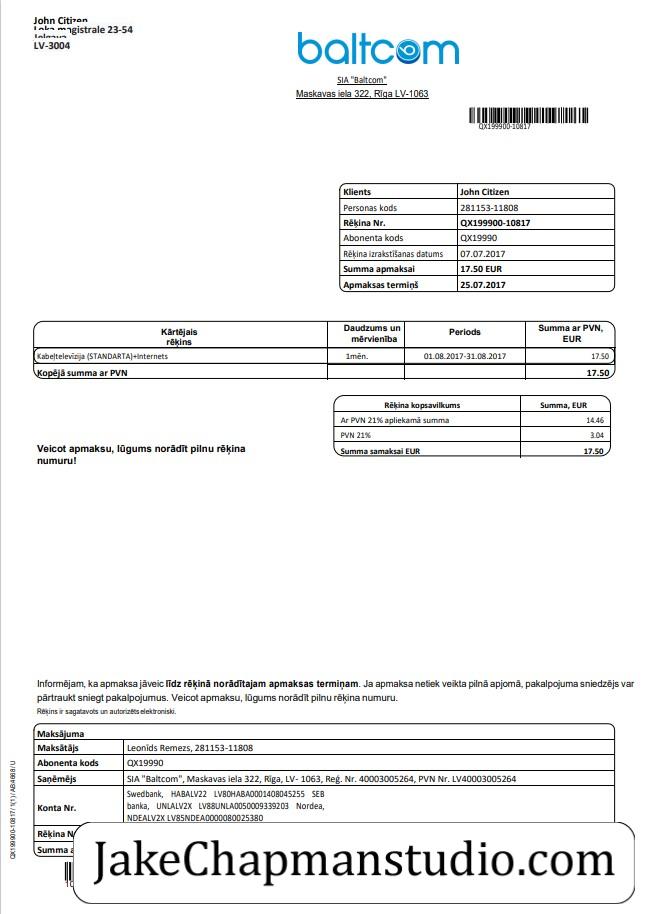 John Citizen
Loka magistrale 23-54
Jelgava
LV-3004
baltcom
SIA "Baltcom"
Maskavas iela 322, Rīga LV-1063
QX199900-10817
Klients John Citizen
Personas kods 281153-11808
Rēķina Nr. QX199900-10817
Abonenta kods QX19990
Rēķina izrakstīšanas datums 07.07.2017
Summa apmaksai 17.50 EUR
Apmaksas termiņš 25.07.2017
Kārtējais rēķins Daudzums un mērvienība Periods Summa ar PVN, EUR
Kabeļtelevīzija (STANDARTA)+Internets 1mēn. 01.08.2017-31.08.2017 17.50
Kopējā summa ar PVN 17.50
Rēķina kopsavilkums Summa, EUR
Ar PVN 21% apliekamā summa 14.46
PVN 21% 3.04
Summa samaksai EUR 17.50
Veicot apmaksu, lūgums norādīt pilnu rēķina
numuru!
Informējam, ka apmaksa jāveic līdz rēķinā norādītajam apmaksas termiņam. Ja apmaksa netiek veikta pilnā apjomā, pakalpojuma sniedzējs var
pārtraukt sniegt pakalpojumus. Veicot apmaksu, lūgums norādīt pilnu rēķina numuru.
Rēķins ir sagatavots un autorizēts elektroniski.
Maksājuma
Maksātājs Leonīds Remezs, 281153-11808
Abonenta kods QX19990
Saņēmējs SIA "Baltcom", Maskavas iela 322, Rīga, LV- 1063, Reģ. Nr. 40003005264, PVN Nr. LV40003005264
Konta Nr. Swedbank, HABALV22 LV80HABA0001408045255 SEB
banka, UNLALV2X LV88UNLA0050009339203 Nordea,
NDEALV2X LV85NDEA0000080025380
Rēķina N
Summa a
QX199900-10817/ 1(1) / AB4668 / U
JakeChapmanstudio.com